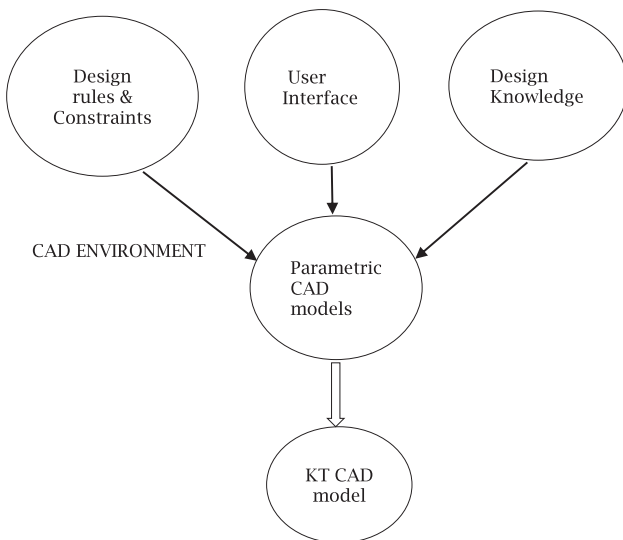 Design
rules &
Constraints
User
Interface
Design
Knowledge
CAD ENVIRONMENT
Parametric
CAD
models
KT CAD
model